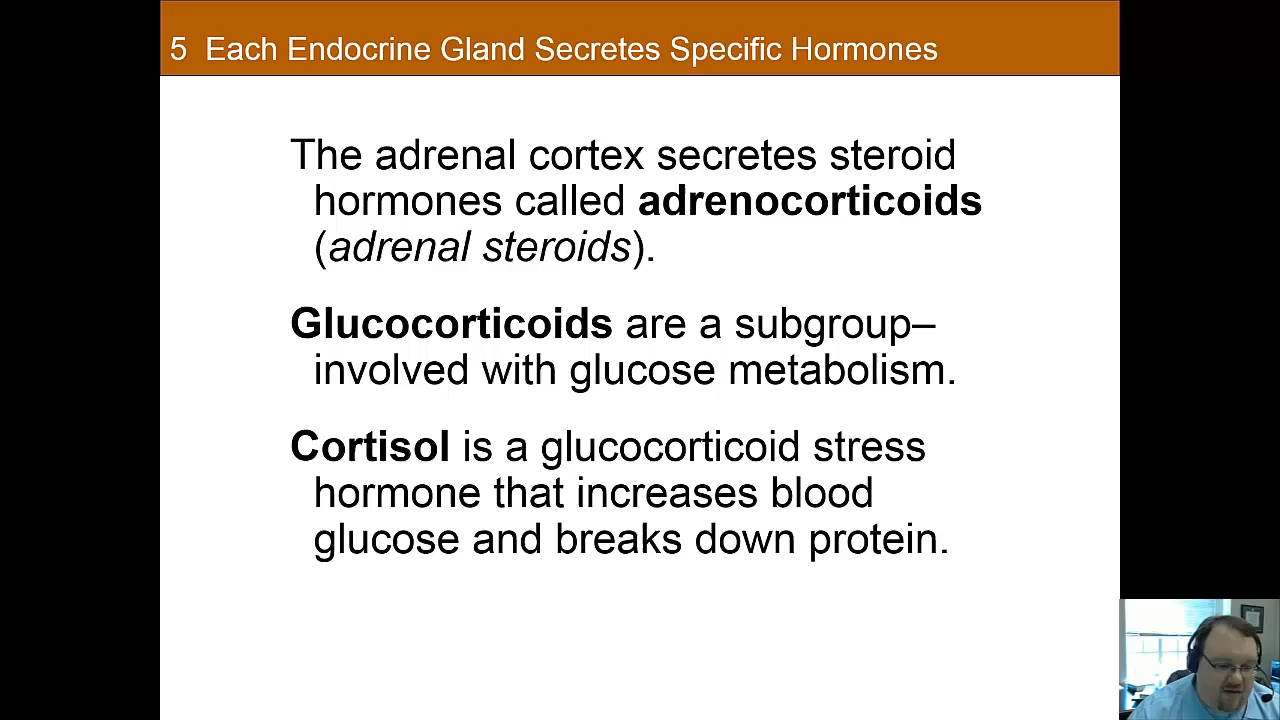 5 Each Endocrine Gland Secretes Specific Hormones
The adrenal cortex secretes steroid
hormones called adrenocorticoids
(adrenal steroids).
Glucocorticoids are a subgroup–
involved with glucose metabolism.
Cortisol is a glucocorticoid stress
hormone that increases blood
glucose and breaks down protein.